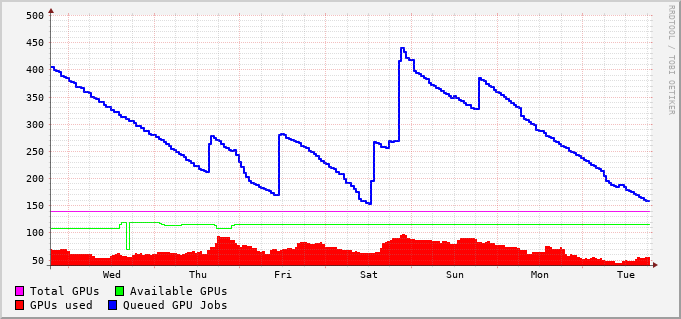 500
450
400
350
300
250
200
150
100
50
Wed Thu Fri Sat Sun Mon Tue
RRDTOOL / TOBI OETIKER
Total GPUs Available GPUs
GPUs used Queued GPU Jobs